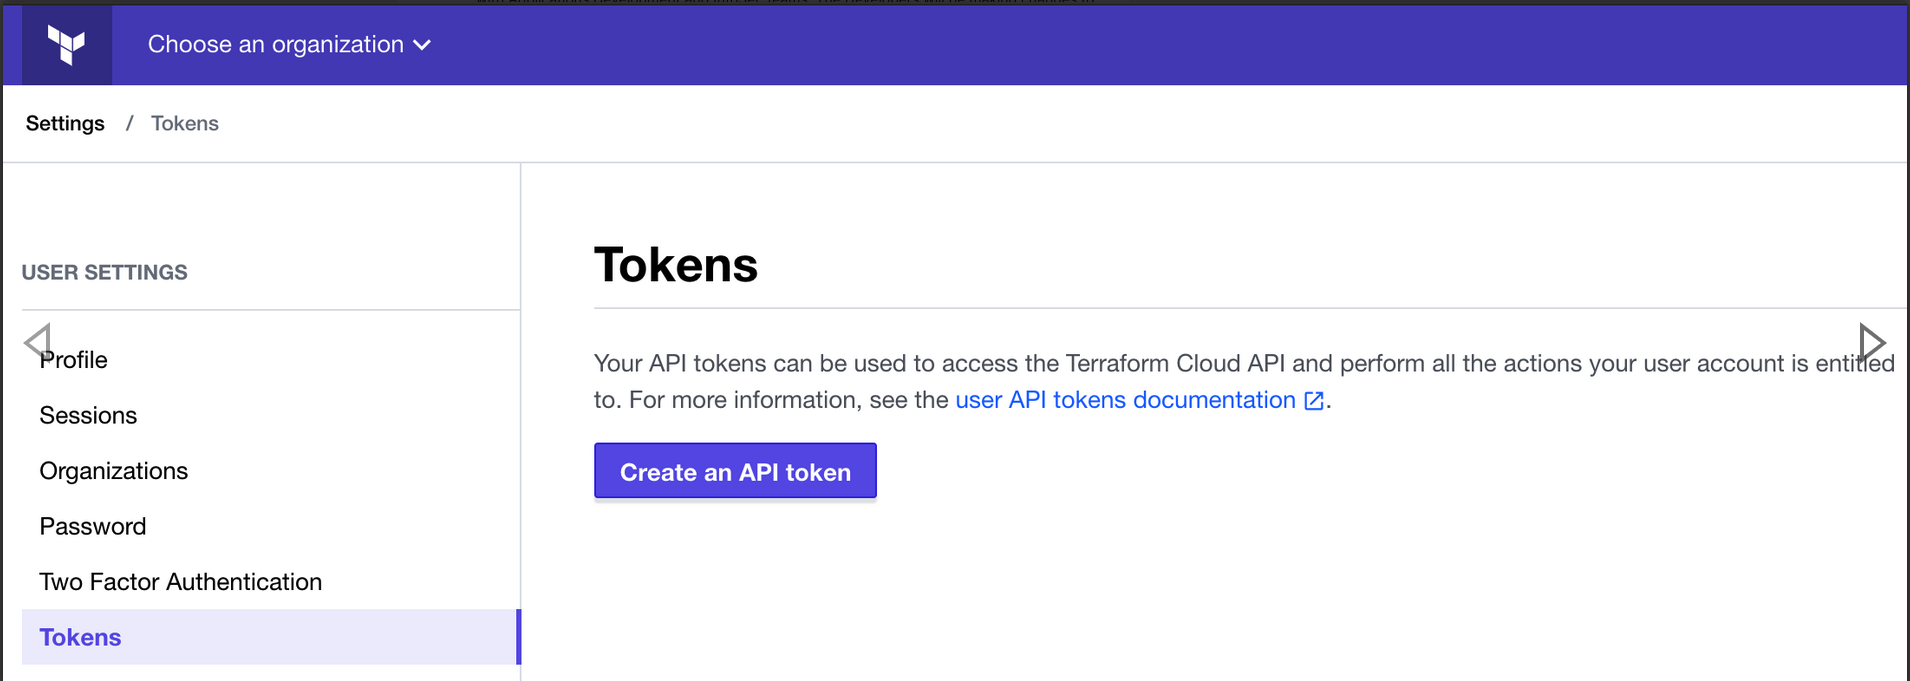 Choose an organization
Settings / Tokens
USER SETTINGS
Profile
Sessions
Organizations
Password
Two Factor Authentication
Tokens
Tokens
Your API tokens can be used to access the Terraform Cloud API and perform all the actions your user account is entitled
to. For more information, see the user API tokens documentation.
Create an API token